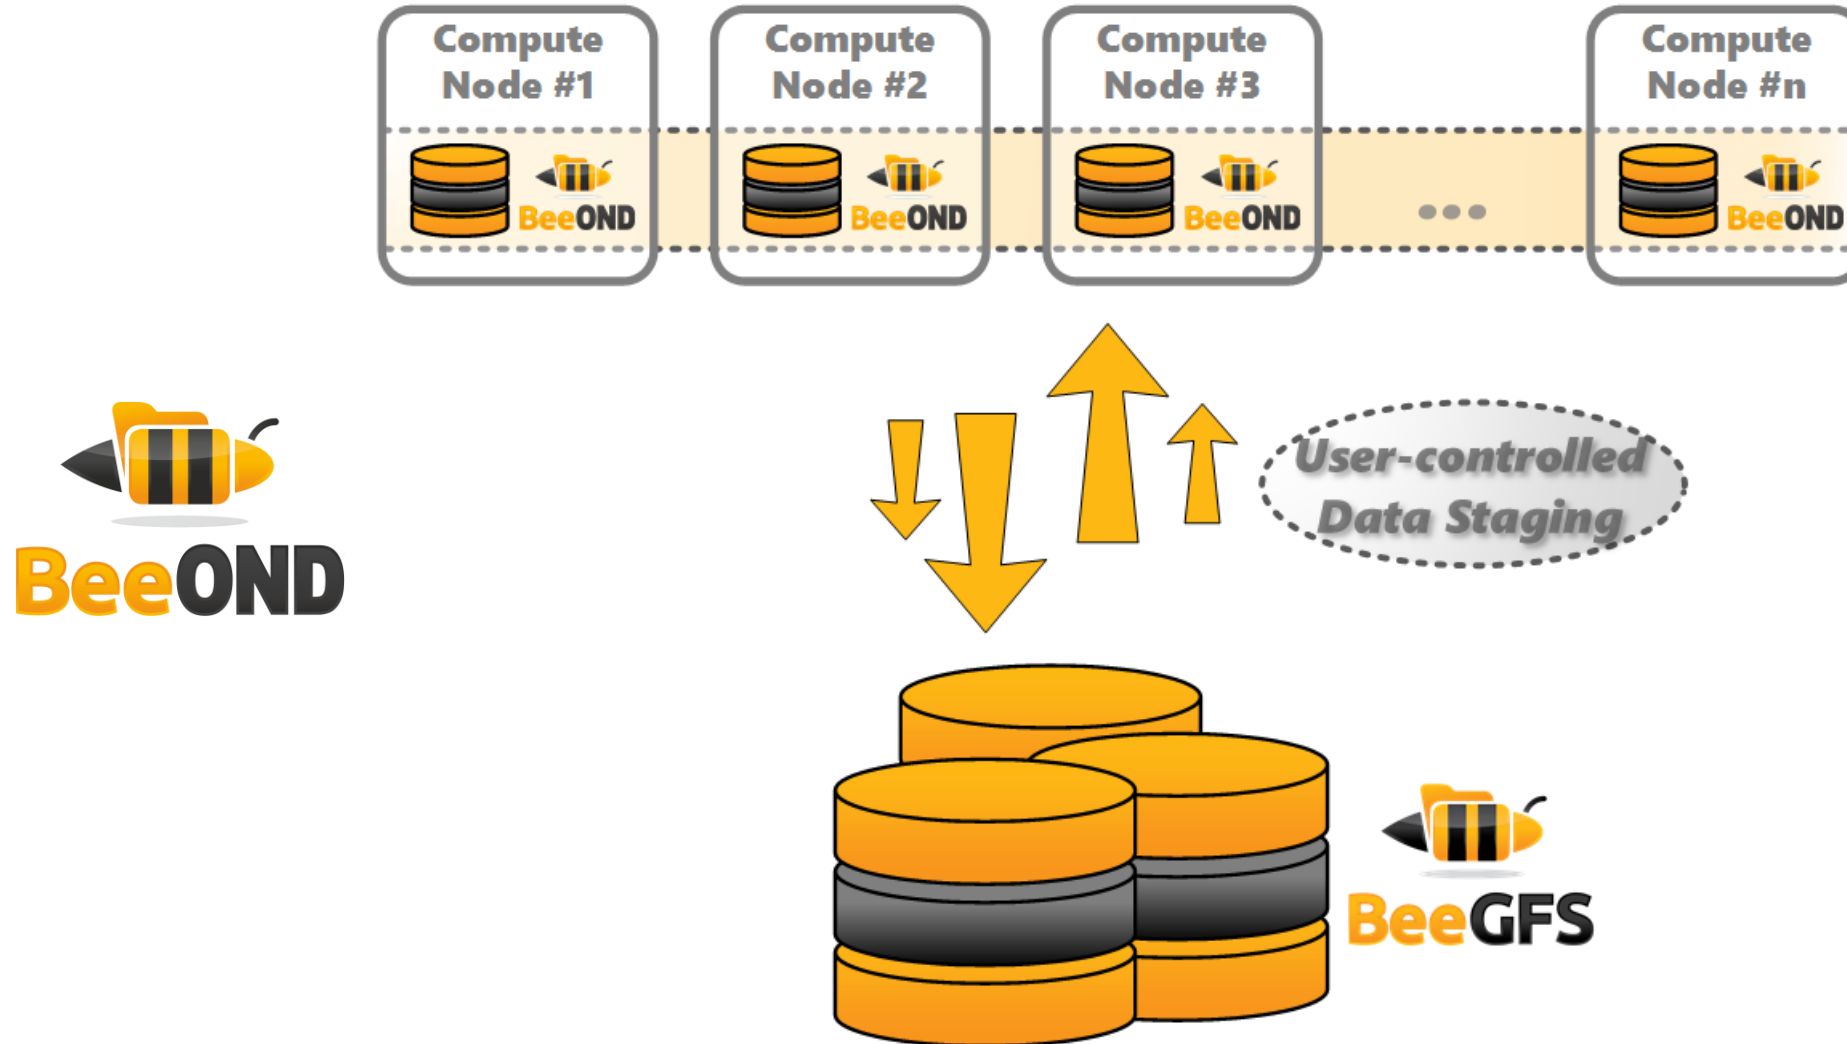 Compute
Node #1
BeeOND
Compute
Node #2
BeeOND
Compute
Node #3
BeeOND
...
Compute
Node #n
BeeOND
BeeOND
User-controlled
Data Staging
BeeGFS